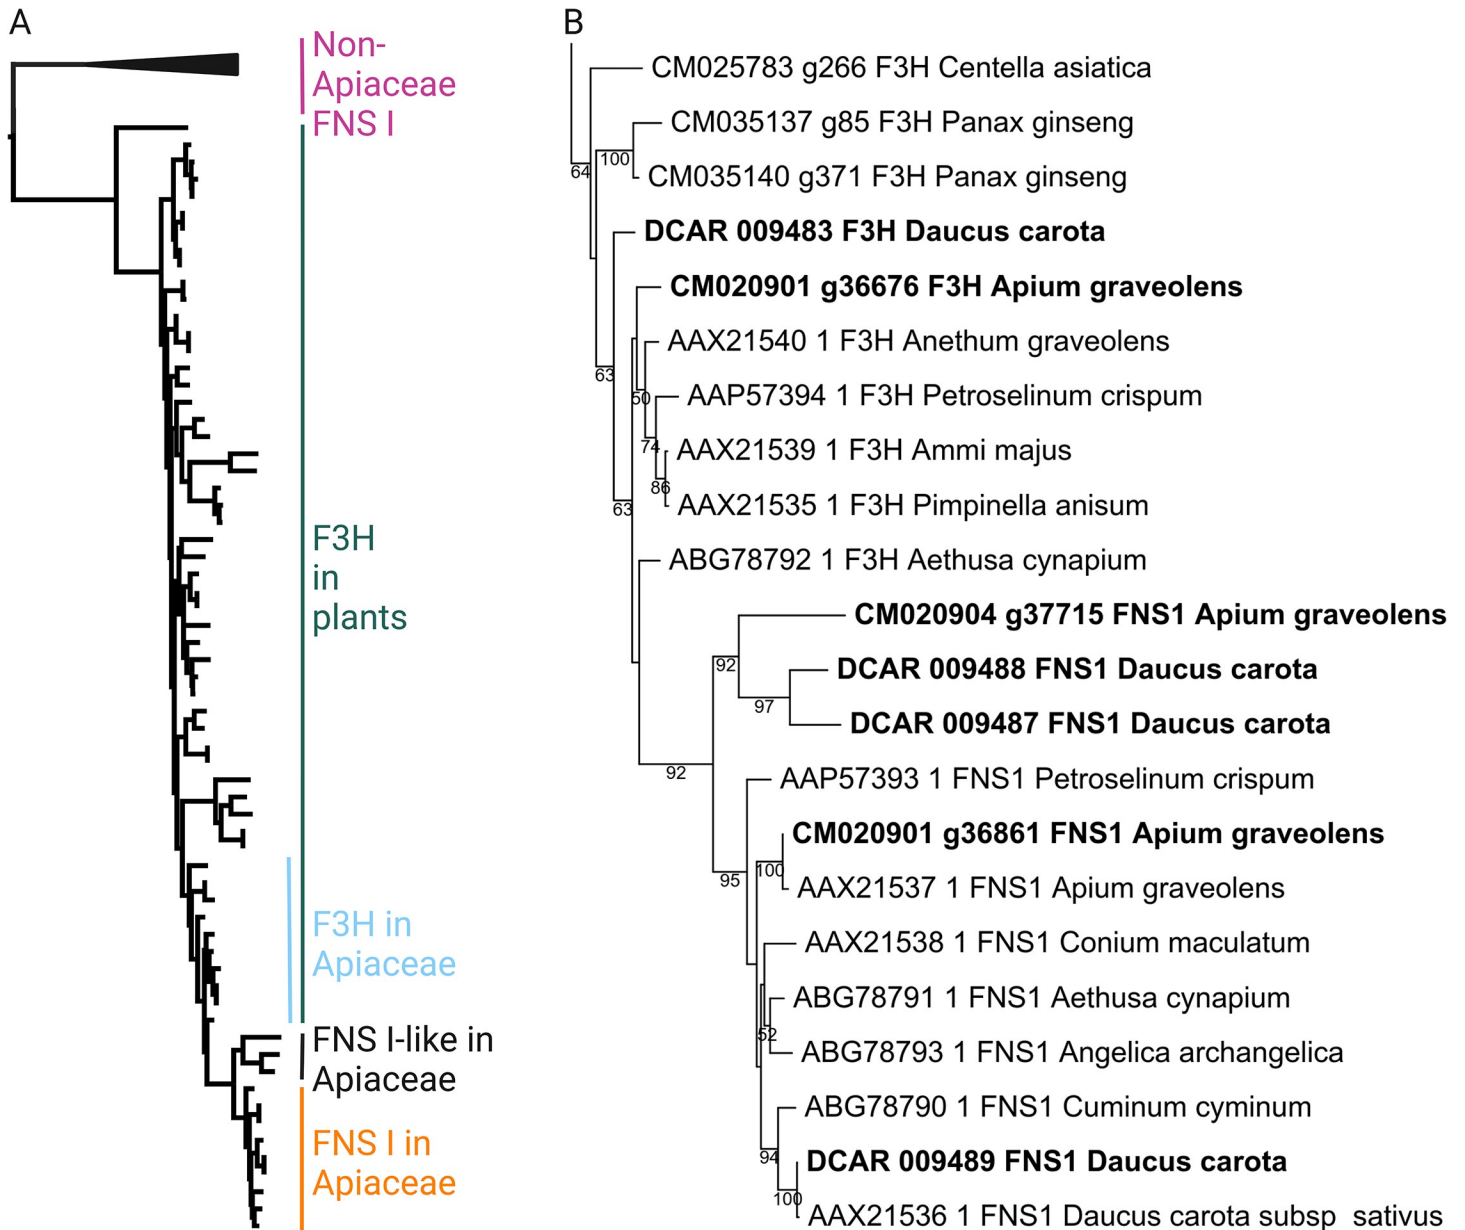 A
Non-
Apiaceae
FNS I
F3H
in
plants
F3H in
Apiaceae
FNS I-like in
Apiaceae
FNS I in
Apiaceae
B
CM025783 g266 F3H Centella asiatica
CM035137 g85 F3H Panax ginseng
100
64
CM035140 g371 F3H Panax ginseng
DCAR 009483 F3H Daucus carota
CM020901 g36676 F3H Apium graveolens
AAX21540 1 F3H Anethum graveolens
63
AAP57394 1 F3H Petroselinum crispum
50
74
AAX21539 1 F3H Ammi majus
86
AAX21535 1 F3H Pimpinella anisum
63
ABG78792 1 F3H Aethusa cynapium
CM020904 g37715 FNS1 Apium graveolens
92
DCAR 009488 FNS1 Daucus carota
97
DCAR 009487 FNS1 Daucus carota
92
AAP57393 1 FNS1 Petroselinum crispum
CM020901 g36861 FNS1 Apium graveolens
100
95
AAX21537 1 FNS1 Apium graveolens
AAX21538 1 FNS1 Conium maculatum
ABG78791 1 FNS1 Aethusa cynapium
52
ABG78793 1 FNS1 Angelica archangelica
ABG78790 1 FNS1 Cuminum cyminum
94
DCAR 009489 FNS1 Daucus carota
100
AAX21536 1 FNS1 Daucus carota subsp sativus